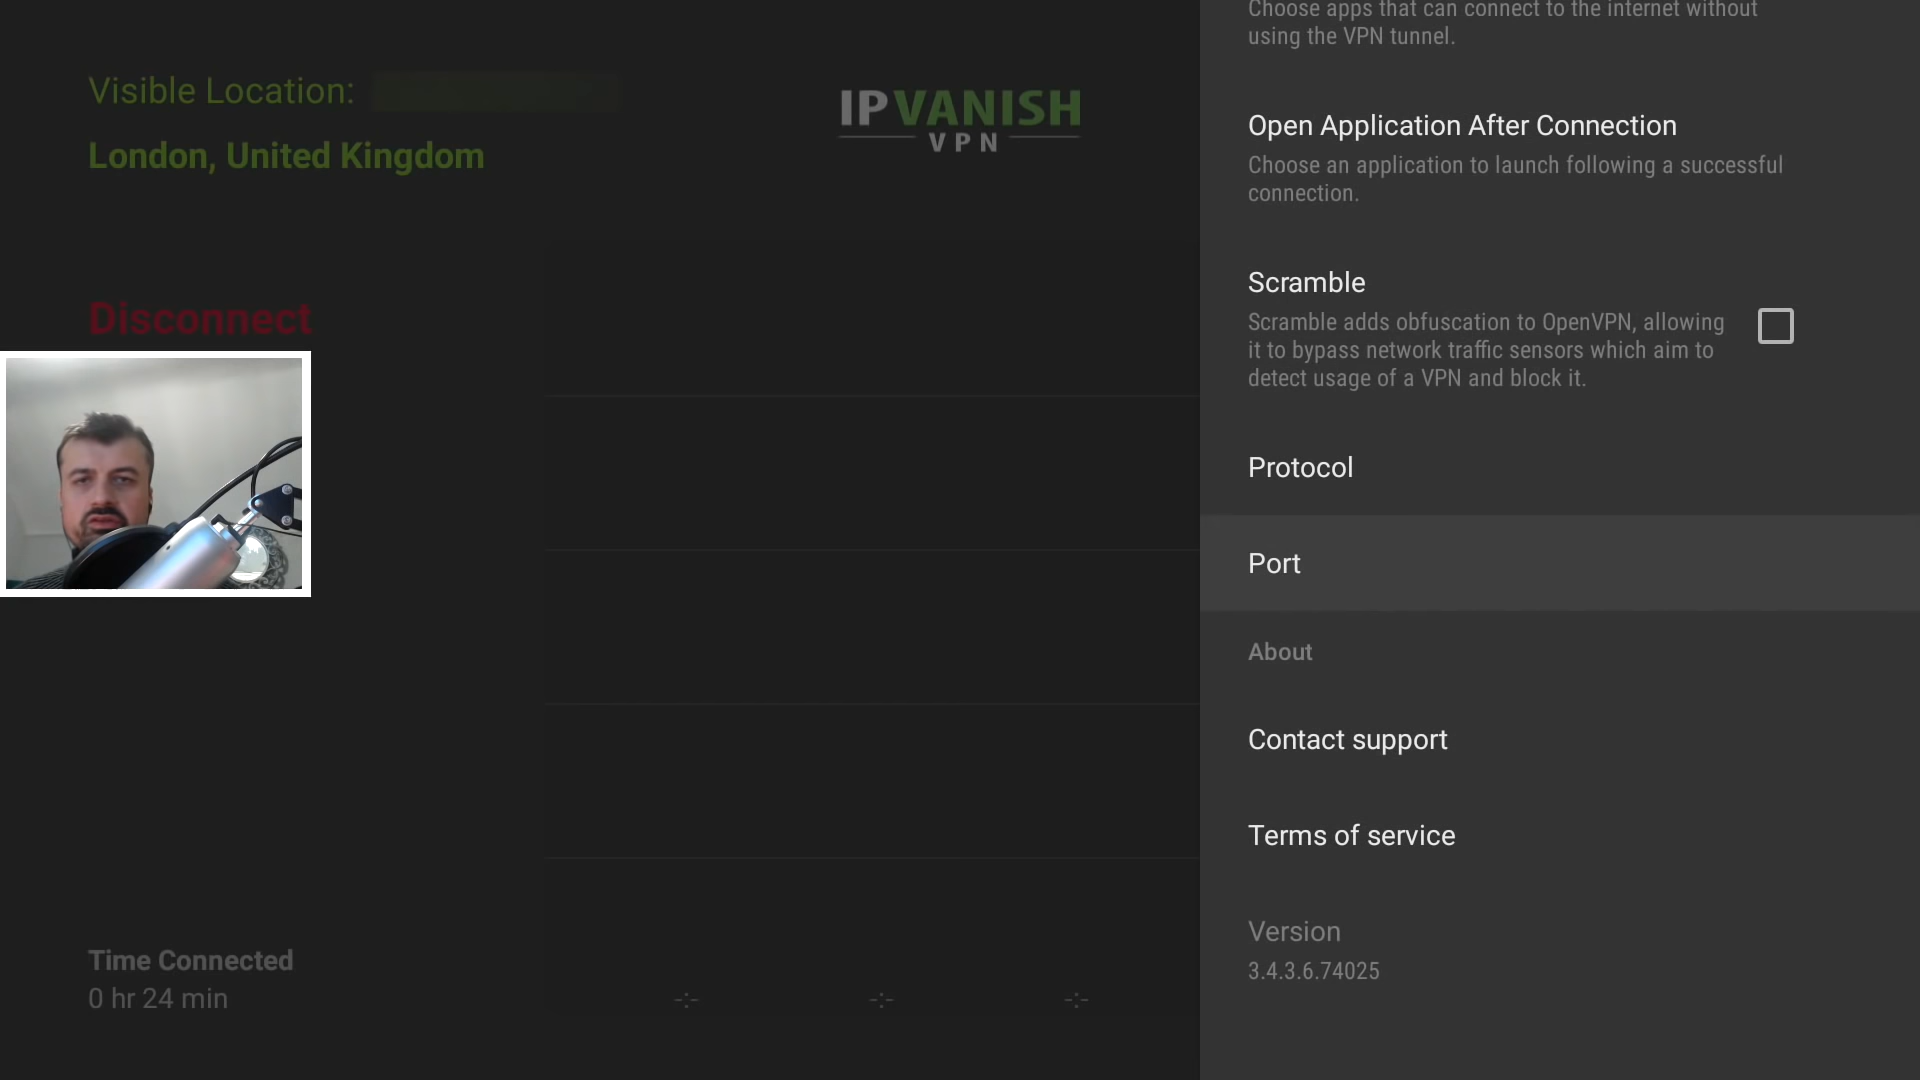 Visible Location:
London, United Kingdom
IPVANISH
VPN
Disconnect
Time Connected
0 hr 24 min
-:-
-:-
-:-
Choose apps that can connect to the internet without
using the VPN tunnel.
Open Application After Connection
Choose an application to launch following a successful
connection.
Scramble
Scramble adds obfuscation to OpenVPN, allowing
it to bypass network traffic sensors which aim to
detect usage of a VPN and block it.
Protocol
Port
About
Contact support
Terms of service
Version
3.4.3.6.74025